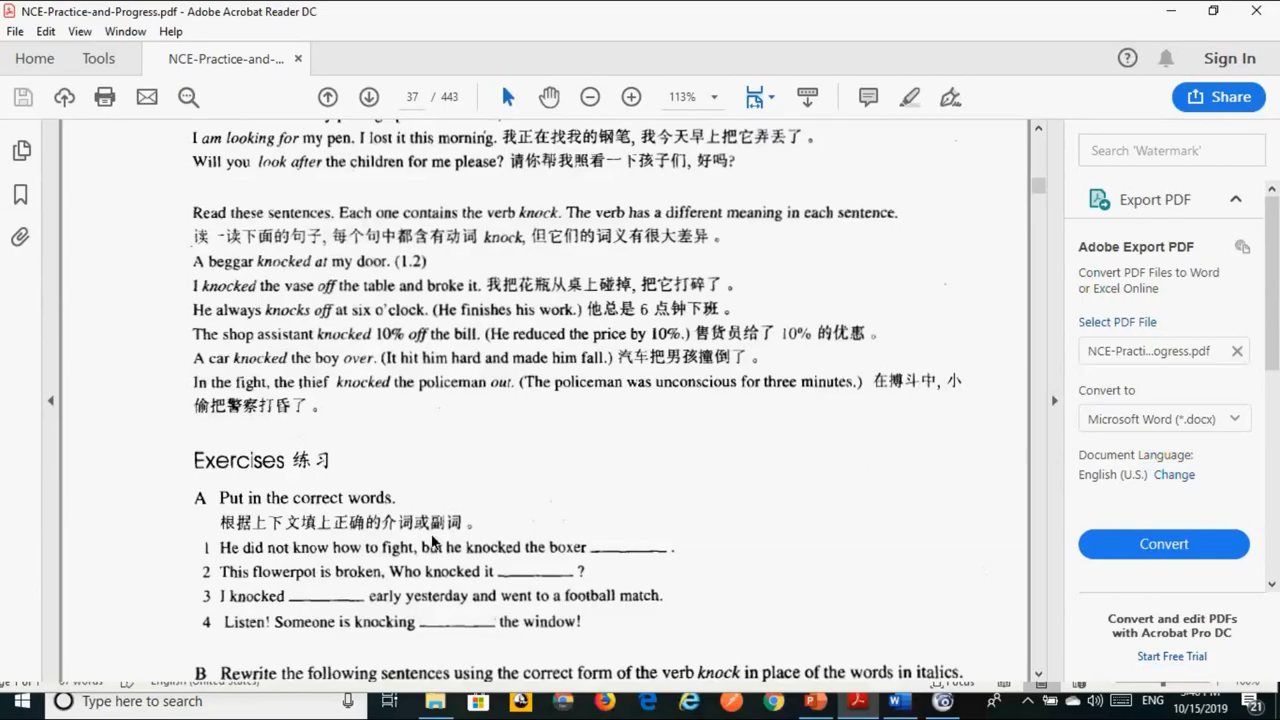 NCE-Practice-and-Progress.pdf - Adobe Acrobat Reader DC
File Edit View Window Help
Home Tools NCE-Practice-and-... × Sign In
37 / 443 113% Share
I am looking for my pen. I lost it this morning. 我正在找我的钢笔, 我今天早上把它弄丢了。
Will you look after the children for me please? 请你帮我照看一下孩子们, 好吗?
Read these sentences. Each one contains the verb knock. The verb has a different meaning in each sentence.
读一读下面的句子, 每个句中都含有动词 knock, 但它们的词义有很大差异。
A beggar knocked at my door. (1.2)
I knocked the vase off the table and broke it. 我把花瓶从桌上碰掉, 把它打碎了。
He always knocks off at six o'clock. (He finishes his work.) 他总是 6 点钟下班。
The shop assistant knocked 10% off the bill. (He reduced the price by 10%.) 售货员给了 10% 的优惠。
A car knocked the boy over. (It hit him hard and made him fall.) 汽车把男孩撞倒了。
In the fight, the thief knocked the policeman out. (The policeman was unconscious for three minutes.) 在搏斗中, 小
偷把警察打昏了。
Exercises 练习
A Put in the correct words.
根据上下文填上正确的介词或副词。
1 He did not know how to fight, but he knocked the boxer ________ .
2 This flowerpot is broken, Who knocked it ________ ?
3 I knocked ________ early yesterday and went to a football match.
4 Listen! Someone is knocking ________ the window!
B Rewrite the following sentences using the correct form of the verb knock in place of the words in italics.
Search 'Watermark'
Export PDF
Adobe Export PDF
Convert PDF Files to Word
or Excel Online
Select PDF File
NCE-Practi...ogress.pdf ×
Convert to
Microsoft Word (*.docx)
Document Language:
English (U.S.) Change
Convert
Convert and edit PDFs
with Acrobat Pro DC
Start Free Trial
Type here to search
ENG
10/15/2019
21